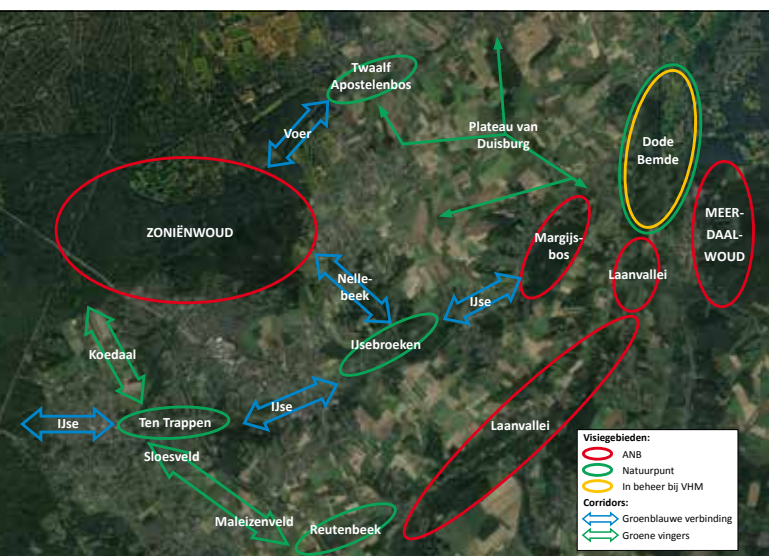 Twaalf
Apostelenbos
Voer
Plateau van
Duisburg
Dode
Bemde
ZONIËNWOUD
MEER-
DAAL-
WOUD
Margijs-
bos
Laanvallei
Nelle-
beek
IJse
IJsebroeken
Koedaal
IJse
IJse
Ten Trappen
Laanvallei
Sloesveld
Maleizenveld
Reutenbeek
Visiegebieden:
ANB
Natuurpunt
In beheer bij VHM
Corridors:
Groenblauwe verbinding
Groene vingers